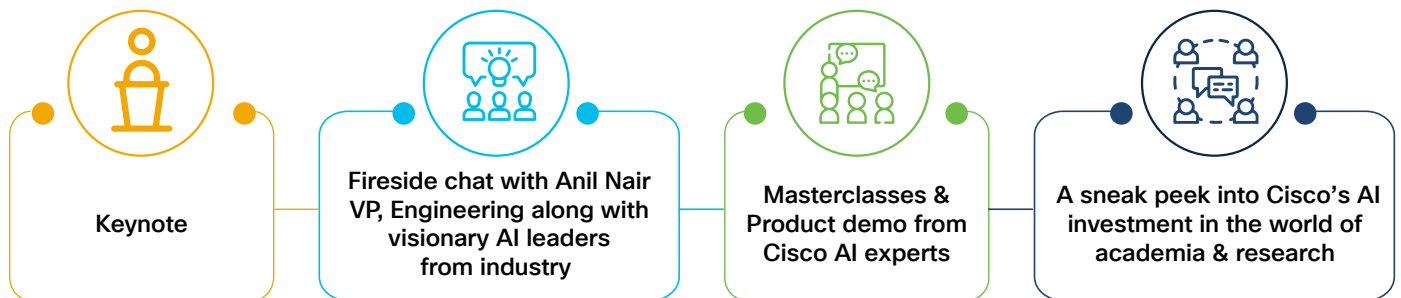 Keynote
Fireside chat with Anil Nair
VP, Engineering along with
visionary AI leaders
from industry
Masterclasses &
Product demo from
Cisco AI experts
A sneak peek into Cisco's AI
investment in the world of
academia & research